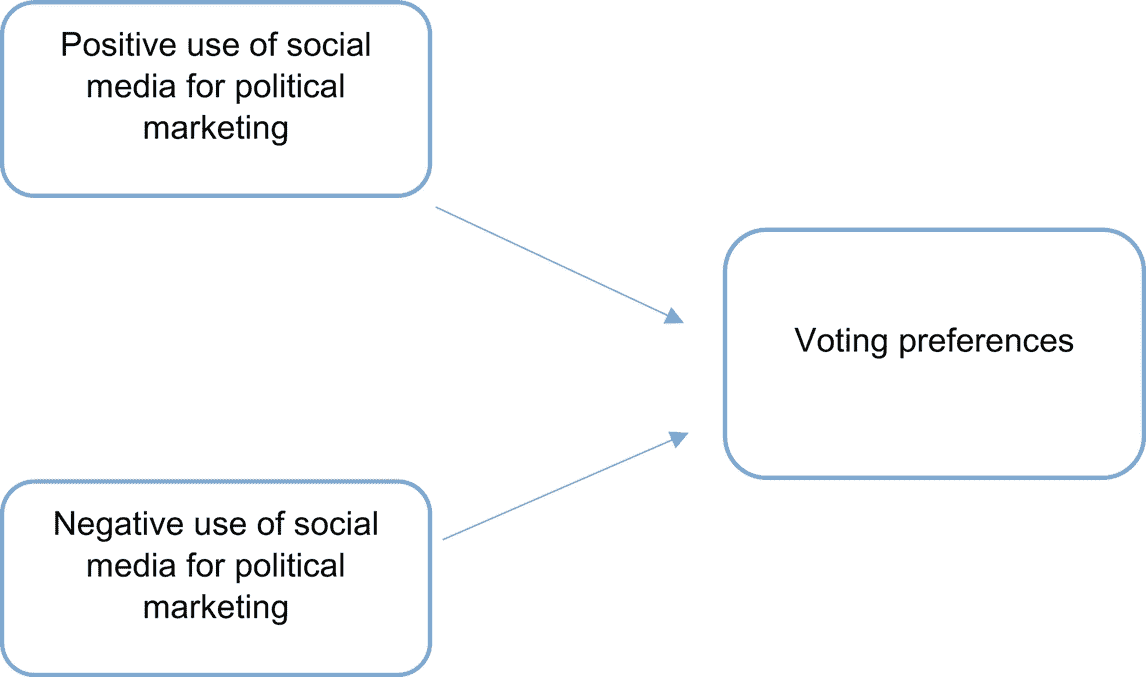 Positive use of social
media for political
marketing
Voting preferences
Negative use of social
media for political
marketing